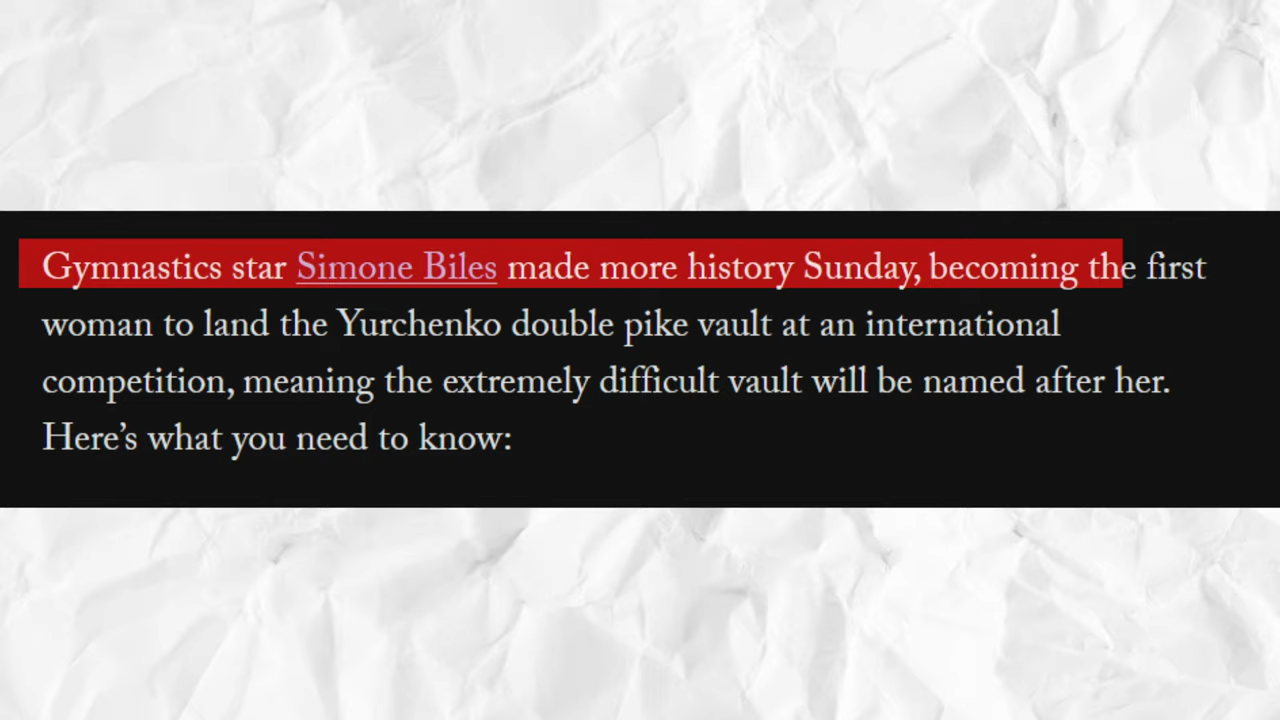 Gymnastics star Simone Biles made more history Sunday, becoming the first
woman to land the Yurchenko double pike vault at an international
competition, meaning the extremely difficult vault will be named after her.
Here’s what you need to know: